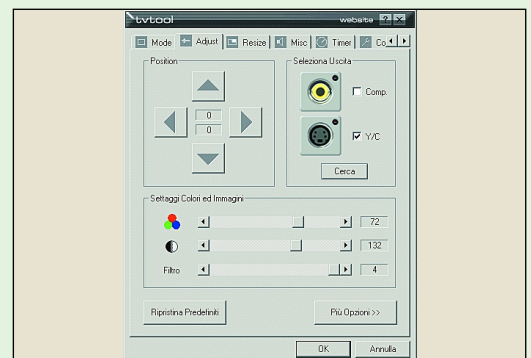 tvtool website ? X
Mode Adjust Resize Misc Timer Co
Position
0
0
Seleziona Uscita
Comp.
Y/C
Cerca
Settaggi Colori ed Immagini
72
132
Filtro 4
Ripristina Predefiniti Più Opzioni >>
OK Annulla